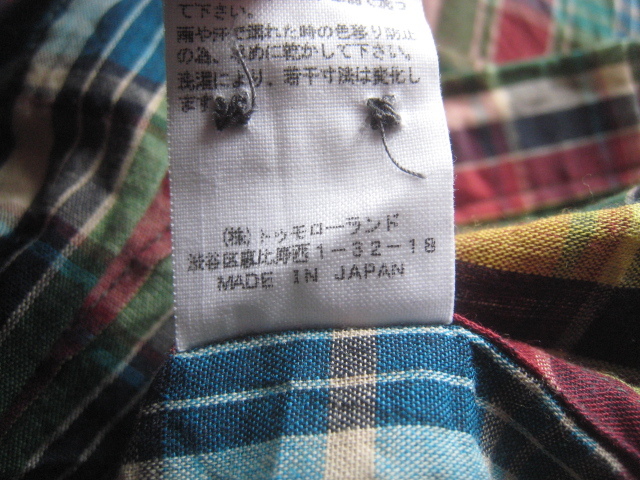 て下さい。
雨や汗で濡れた時の色移り防止
の為、早めに乾かして下さい。
洗濯により、若干寸法は変化し
ます。
(株)トゥモローランド
渋谷区恵比寿西1-32-18
MADE IN JAPAN